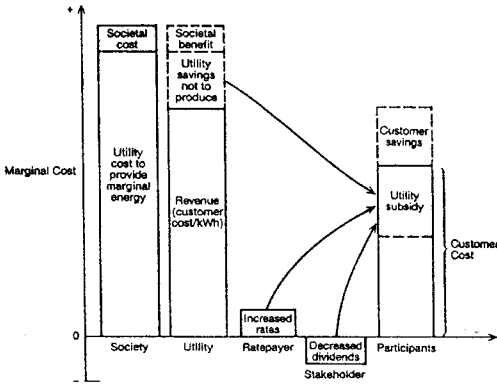 +
Societal
cost
Societal
benefit
Utility
savings
not to
produce
Customer
savings
Utility
cost to
provide
marginal
energy
Marginal Cost
Revenue
(customer
cost/kWh)
Utility
subsidy
Customer
Cost
Increased
rates
0
Decreased
dividends
Society
Utility
Ratepayer
Stakeholder
Participants
−